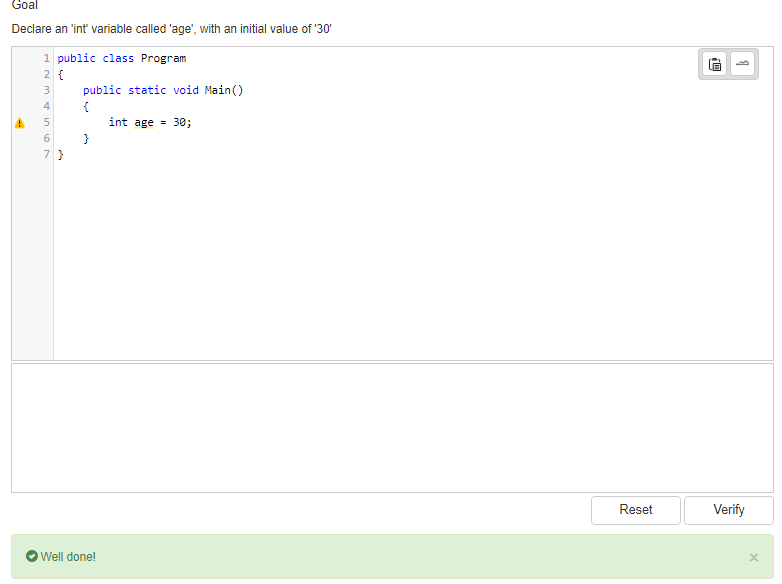 Goal
Declare an 'int' variable called 'age', with an initial value of '30'
1 public class Program
2 {
3     public static void Main()
4     {
5         int age = 30;
6     }
7 }
Reset Verify
Well done! ×